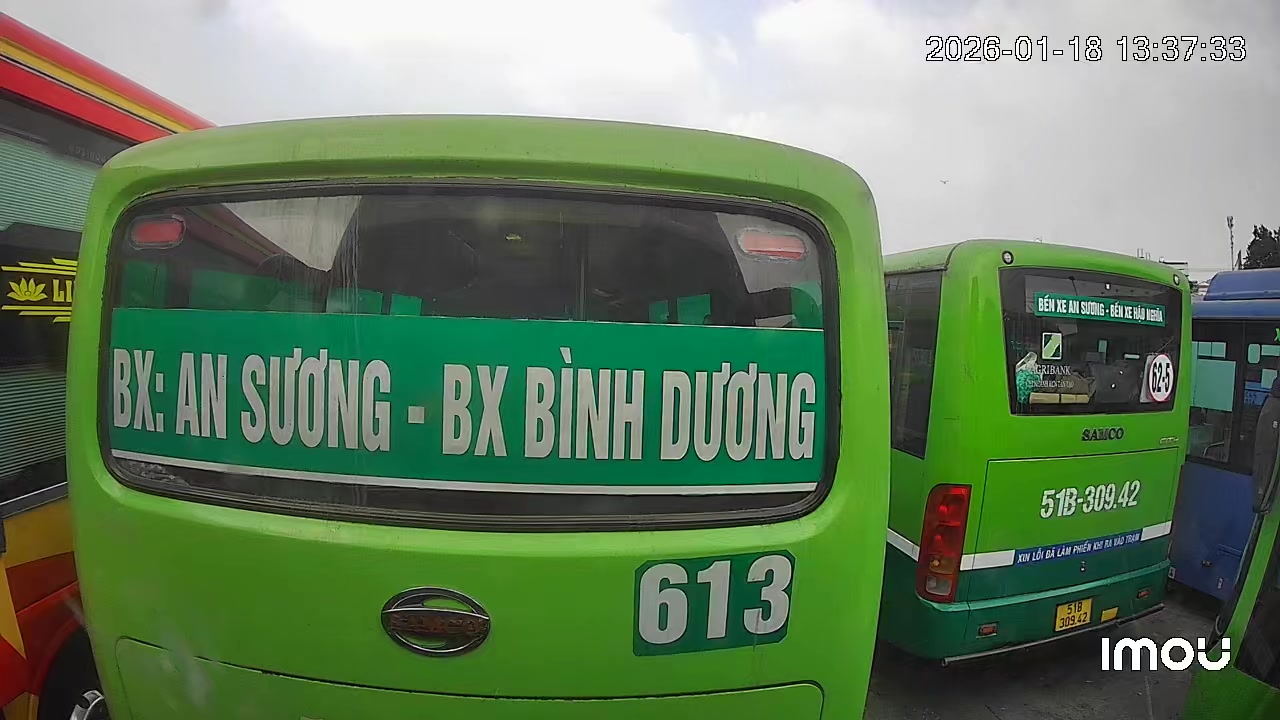 2026-01-18 13:37:33
BX: AN SƯƠNG - BX BÌNH DƯƠNG
613
BẾN XE AN SƯƠNG - BẾN XE HẬU NGHĨA
AGRIBANK
62-5
SAMCO
51B-309.42
XIN LỖI ĐÃ LÀM PHIỀN KHI RA VÀO TRẠM
51B
309.42
LI
imou